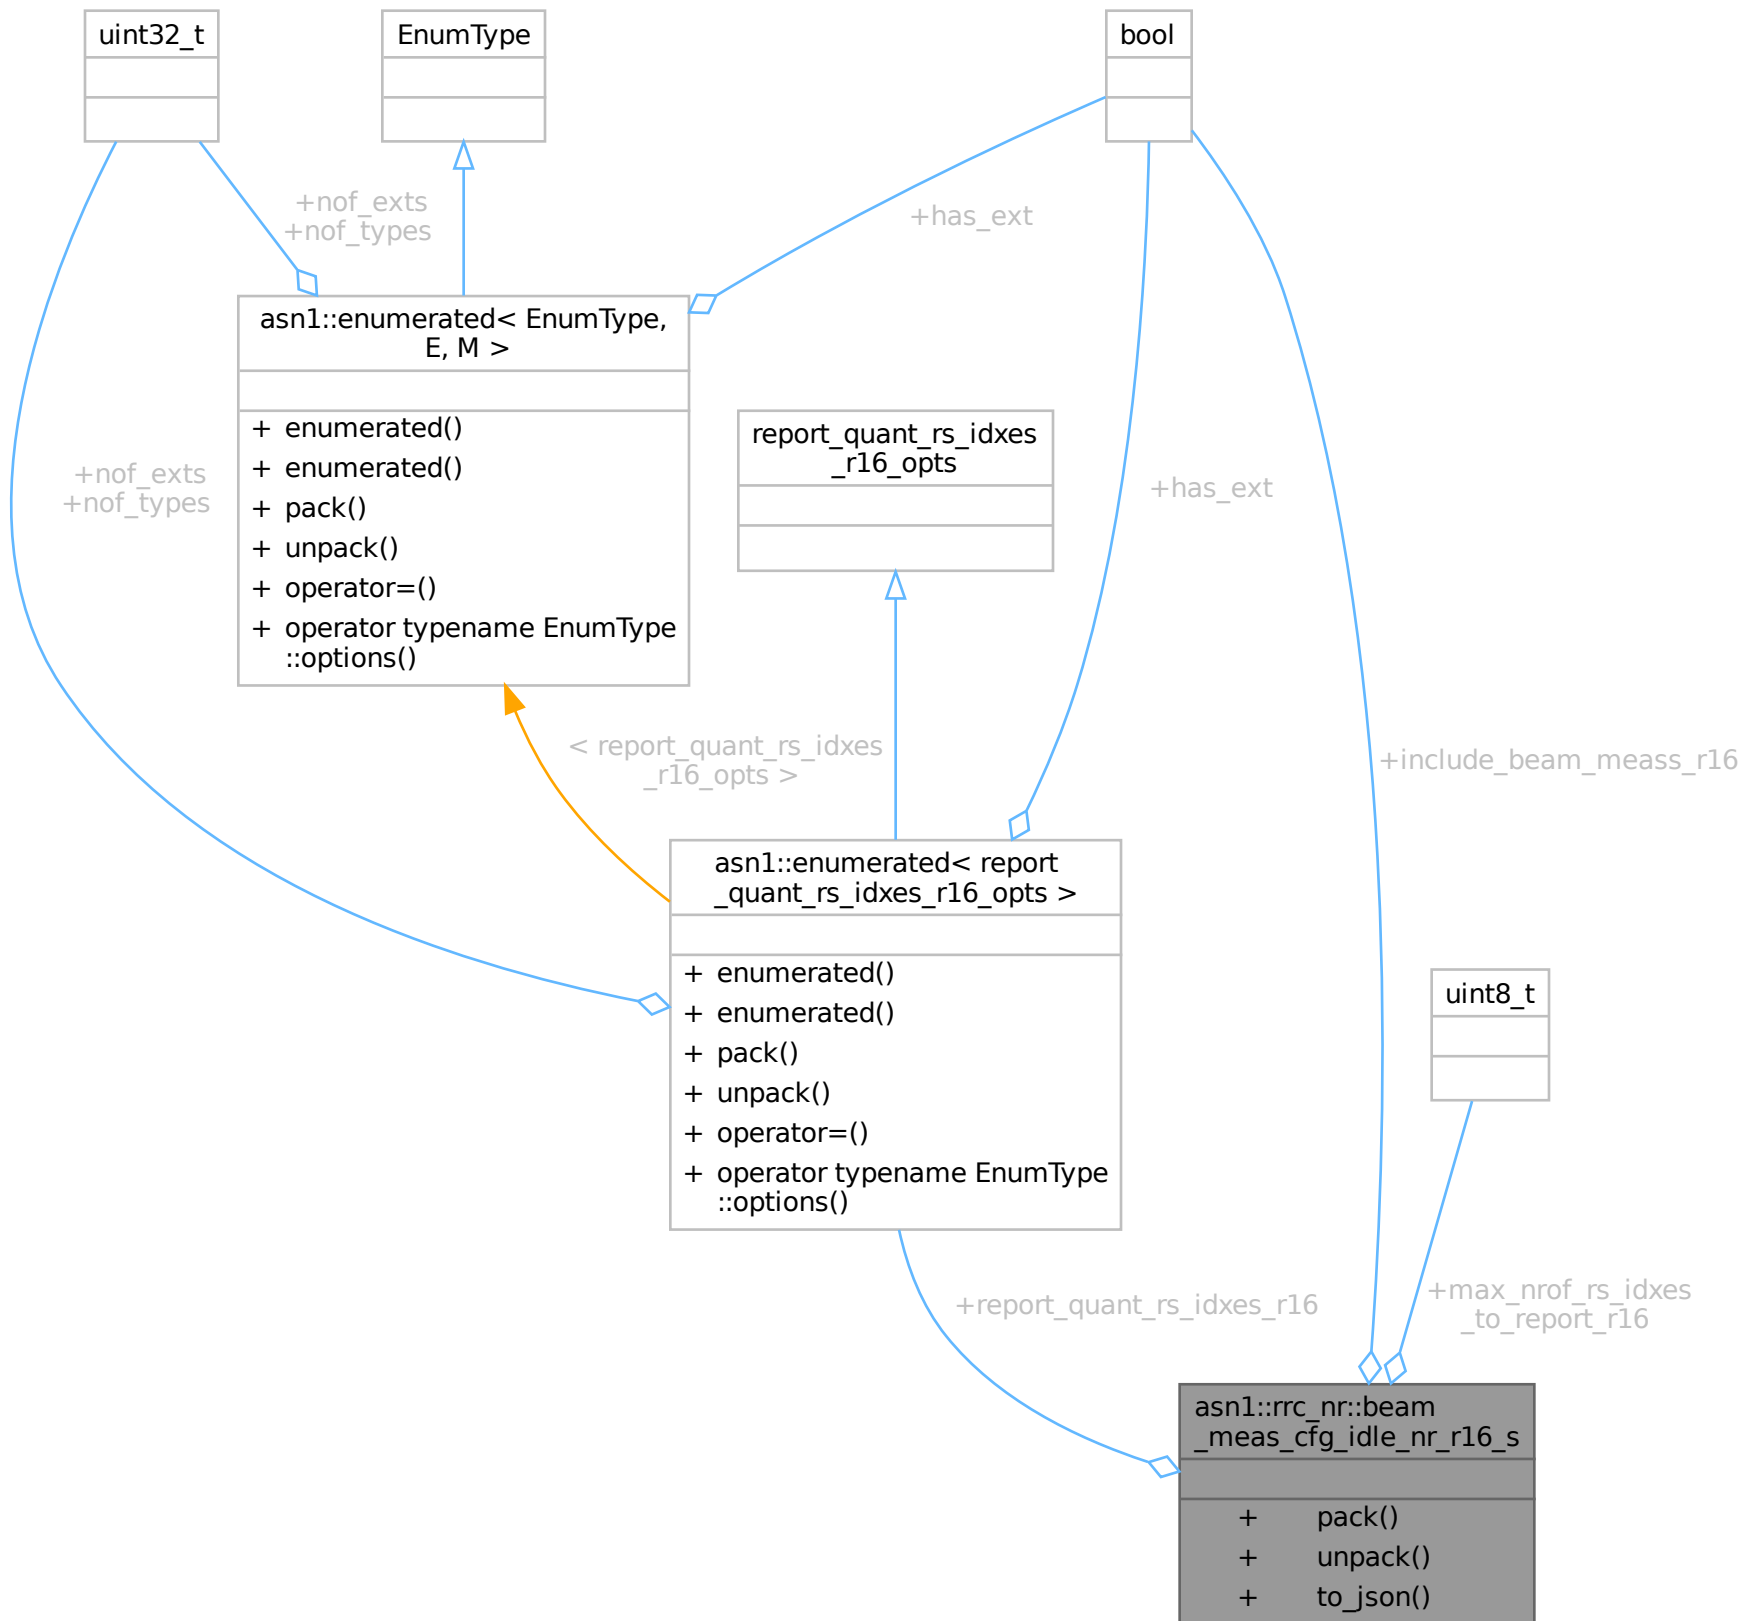 uint32_t
EnumType
bool
+nof_exts
+nof_types
+has_ext
asn1::enumerated< EnumType,
E, M >
+ enumerated()
+ enumerated()
+ pack()
+ unpack()
+ operator=()
+ operator typename EnumType
::options()
report_quant_rs_idxes
_r16_opts
+nof_exts
+nof_types
+has_ext
< report_quant_rs_idxes
_r16_opts >
+include_beam_meass_r16
asn1::enumerated< report
_quant_rs_idxes_r16_opts >
+ enumerated()
+ enumerated()
+ pack()
+ unpack()
+ operator=()
+ operator typename EnumType
::options()
uint8_t
+report_quant_rs_idxes_r16
+max_nrof_rs_idxes
_to_report_r16
asn1::rrc_nr::beam
_meas_cfg_idle_nr_r16_s
+ pack()
+ unpack()
+ to_json()